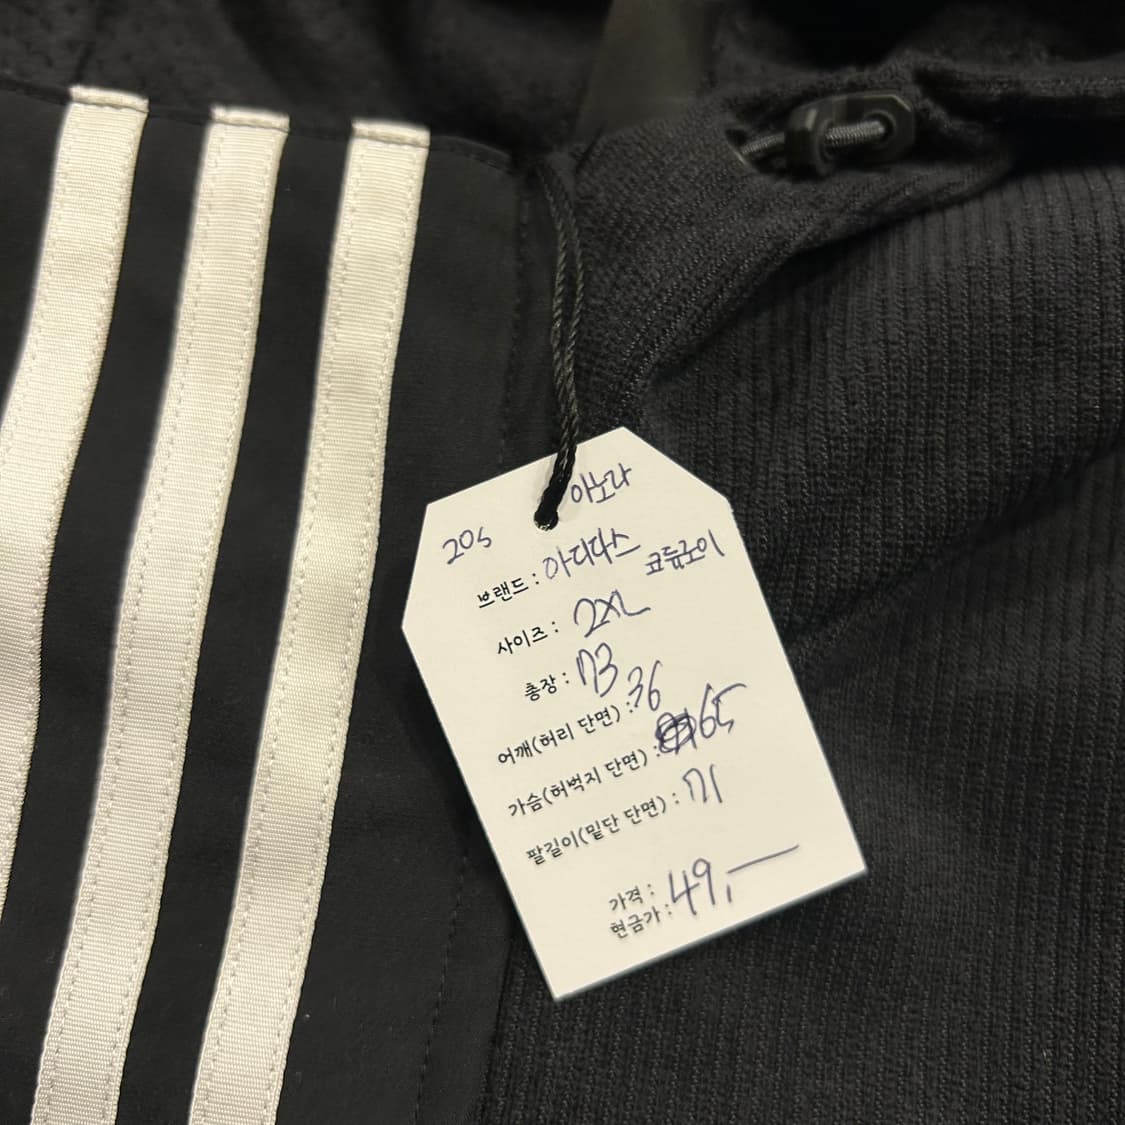 아노락
205
브랜드 : 아디다스 코듀로이
사이즈 : 2XL
총장 : 73
어깨(허리 단면) : 36
가슴(허벅지 단면) : 65
팔길이(밑단 단면) : 71
가격 :
현금가 : 49,-